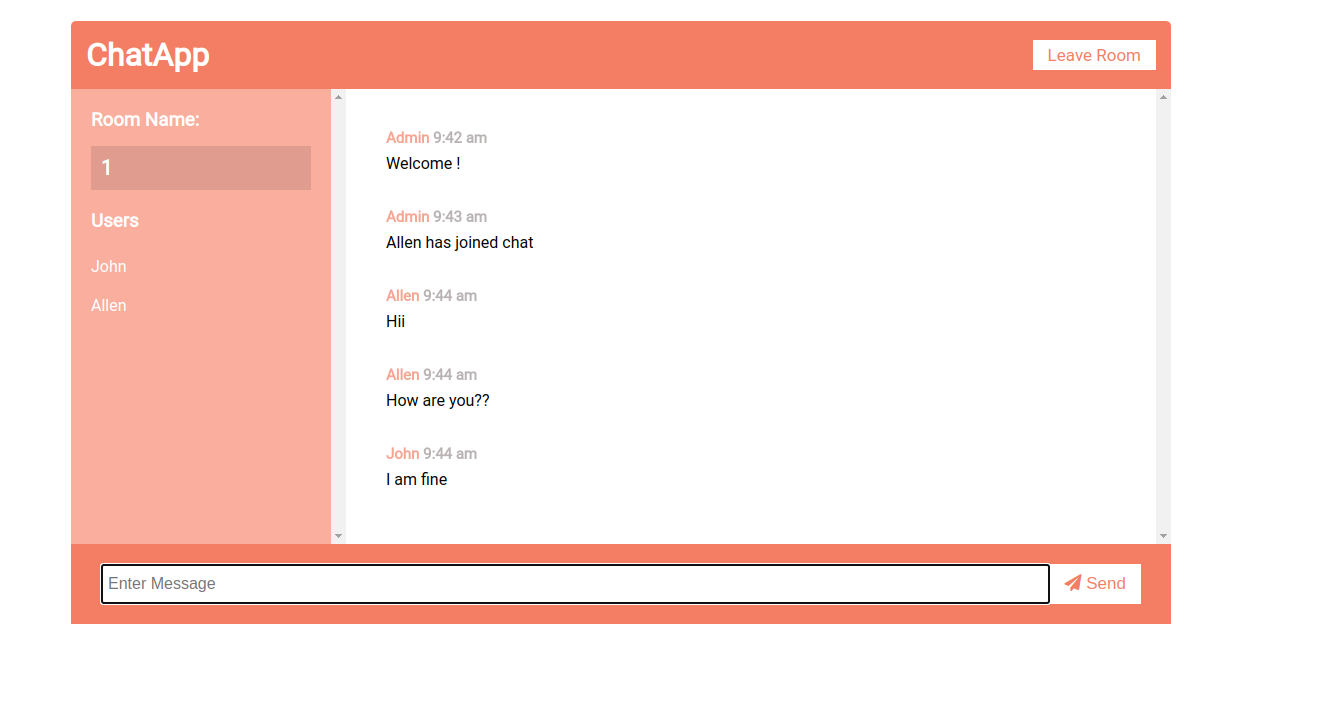 ChatApp
Leave Room
Room Name:
1
Users
John
Allen
Admin 9:42 am
Welcome !
Admin 9:43 am
Allen has joined chat
Allen 9:44 am
Hii
Allen 9:44 am
How are you??
John 9:44 am
I am fine
Enter Message
Send